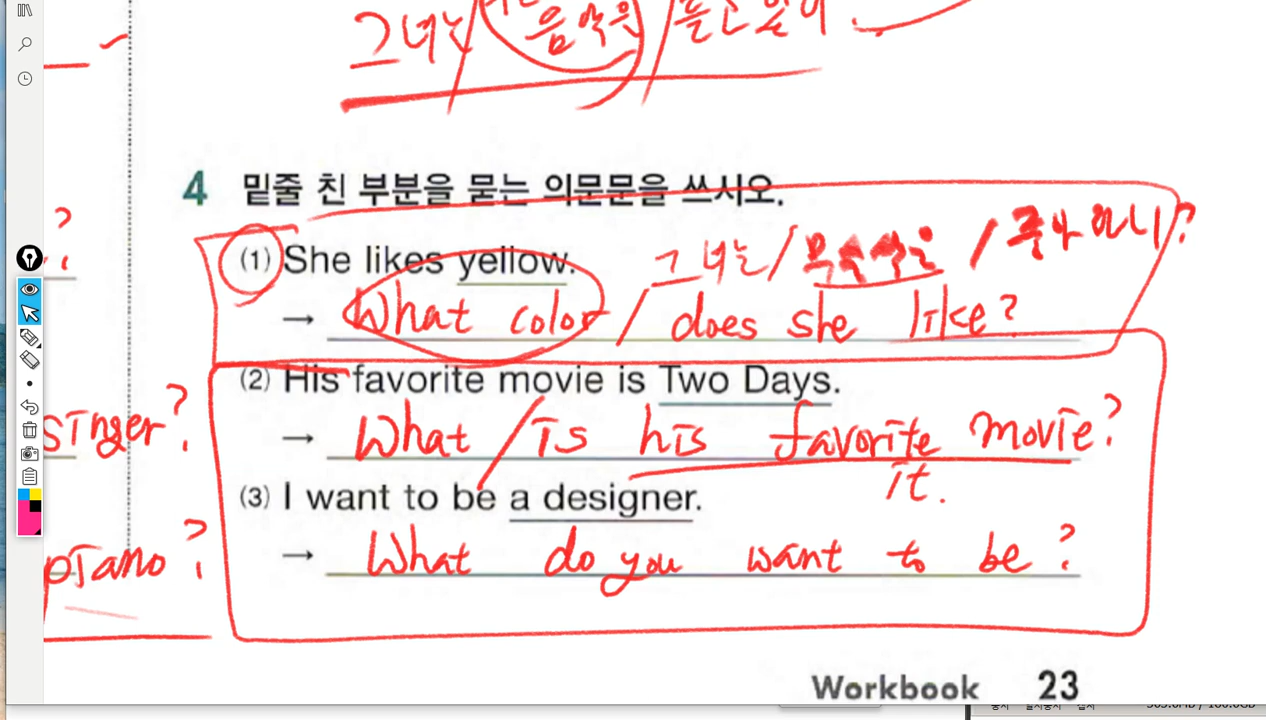 그녀는 / 음악을 / 듣고 있어
4 밑줄 친 부분을 묻는 의문문을 쓰시오.
?
(1) She likes yellow.
그녀는 / 무슨색을 / 좋아하니?
→ What color / does she like?
(2) His favorite movie is Two Days.
singer?
→ What / is his favorite movie?
it.
(3) I want to be a designer.
piano?
→ What do you want to be?
Workbook 23